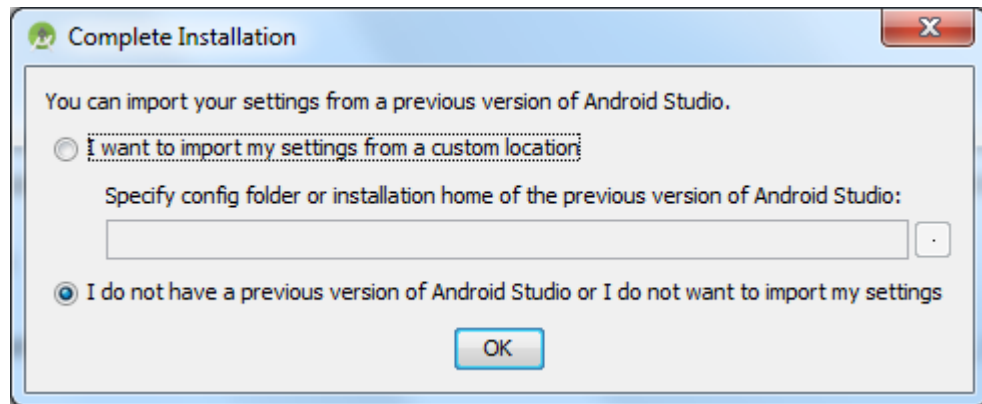 Complete Installation
You can import your settings from a previous version of Android Studio.
I want to import my settings from a custom location
Specify config folder or installation home of the previous version of Android Studio:
.
I do not have a previous version of Android Studio or I do not want to import my settings
OK